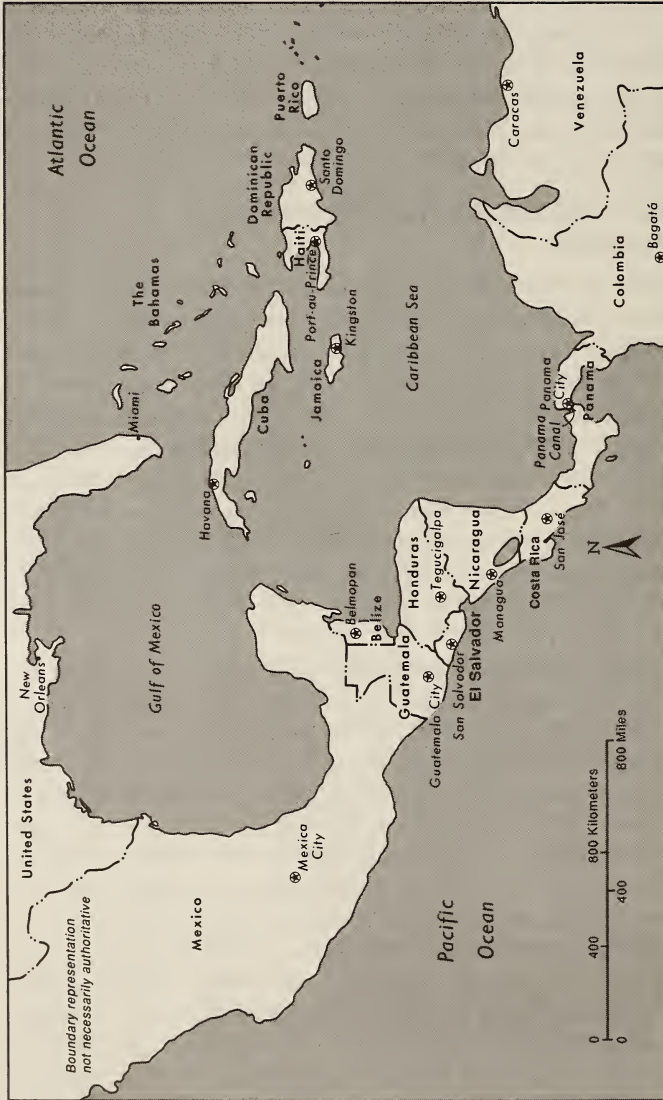 Boundary representation
not necessarily authoritative
United States
New
Orleans
Miami
The
Bahamas
Atlantic
Ocean
Gulf of Mexico
Mexico
Mexica
City
Havana
Cuba
Jamaica
Kingston
Haiti
Port-au-Prince
Dominican
Republic
Santo
Domingo
Puerto
Rico
Caribbean Sea
Belmopan
Belize
Guatemala
Guatemala City
Honduras
Tegucigalpa
San Salvador
El Salvador
Nicaragua
Managua
Costa Rica
San José
Panama
Canal
Panama
City
Panama
Colombia
Bagatá
Venezuela
Caracas
Pacific
Ocean
N
0 400 800 Kilometers
0 400 800 Miles